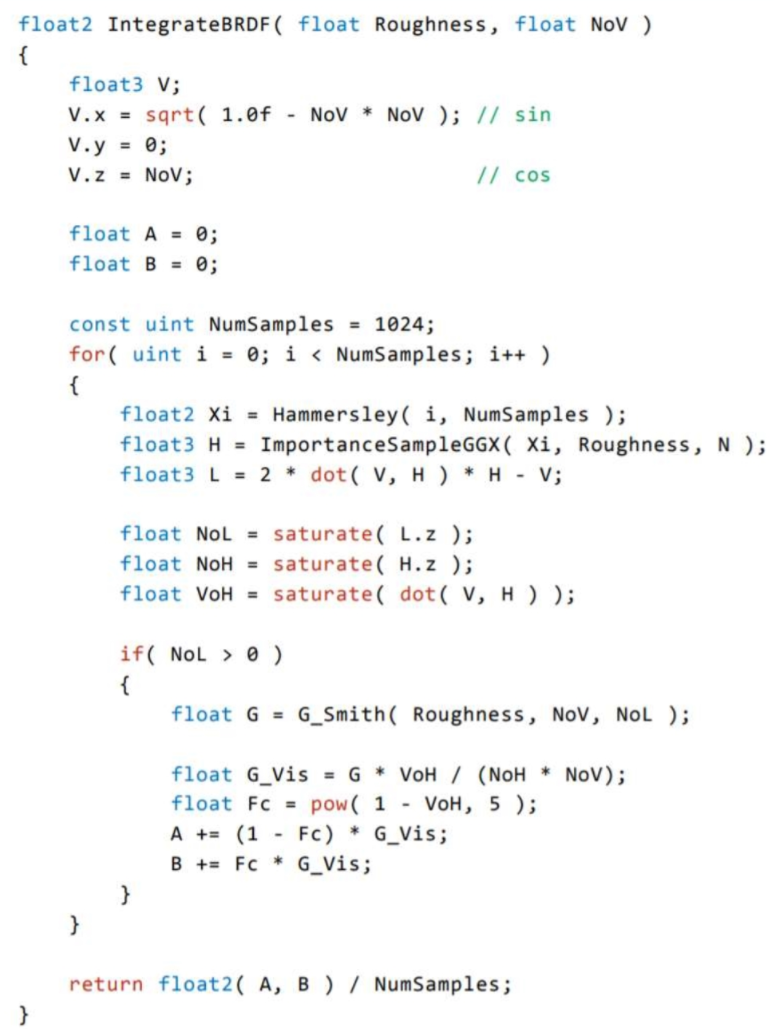 float2 IntegrateBRDF( float Roughness, float NoV )
{
    float3 V;
    V.x = sqrt( 1.0f - NoV * NoV ); // sin
    V.y = 0;
    V.z = NoV;                      // cos

    float A = 0;
    float B = 0;

    const uint NumSamples = 1024;
    for( uint i = 0; i < NumSamples; i++ )
    {
        float2 Xi = Hammersley( i, NumSamples );
        float3 H = ImportanceSampleGGX( Xi, Roughness, N );
        float3 L = 2 * dot( V, H ) * H - V;

        float NoL = saturate( L.z );
        float NoH = saturate( H.z );
        float VoH = saturate( dot( V, H ) );

        if( NoL > 0 )
        {
            float G = G_Smith( Roughness, NoV, NoL );

            float G_Vis = G * VoH / (NoH * NoV);
            float Fc = pow( 1 - VoH, 5 );
            A += (1 - Fc) * G_Vis;
            B += Fc * G_Vis;
        }
    }

    return float2( A, B ) / NumSamples;
}